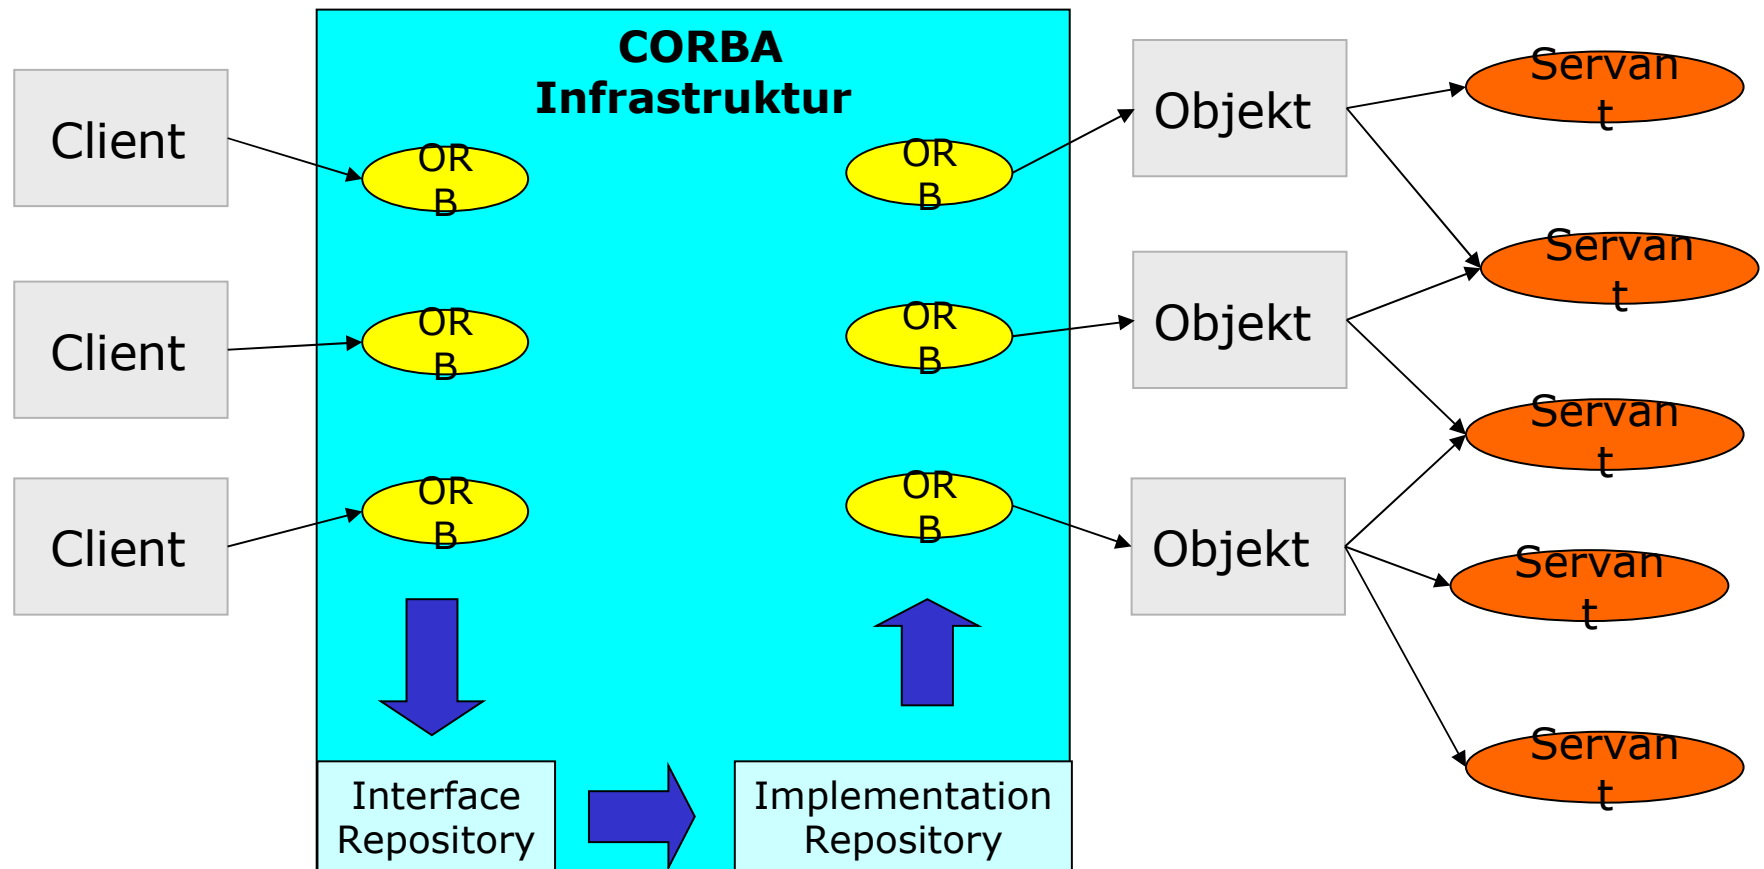 CORBA
Infrastruktur
Client
OR
B
OR
B
Objekt
Servan
t
Servan
t
Client
OR
B
OR
B
Objekt
Servan
t
Client
OR
B
OR
B
Objekt
Servan
t
Servan
t
Interface
Repository
Implementation
Repository